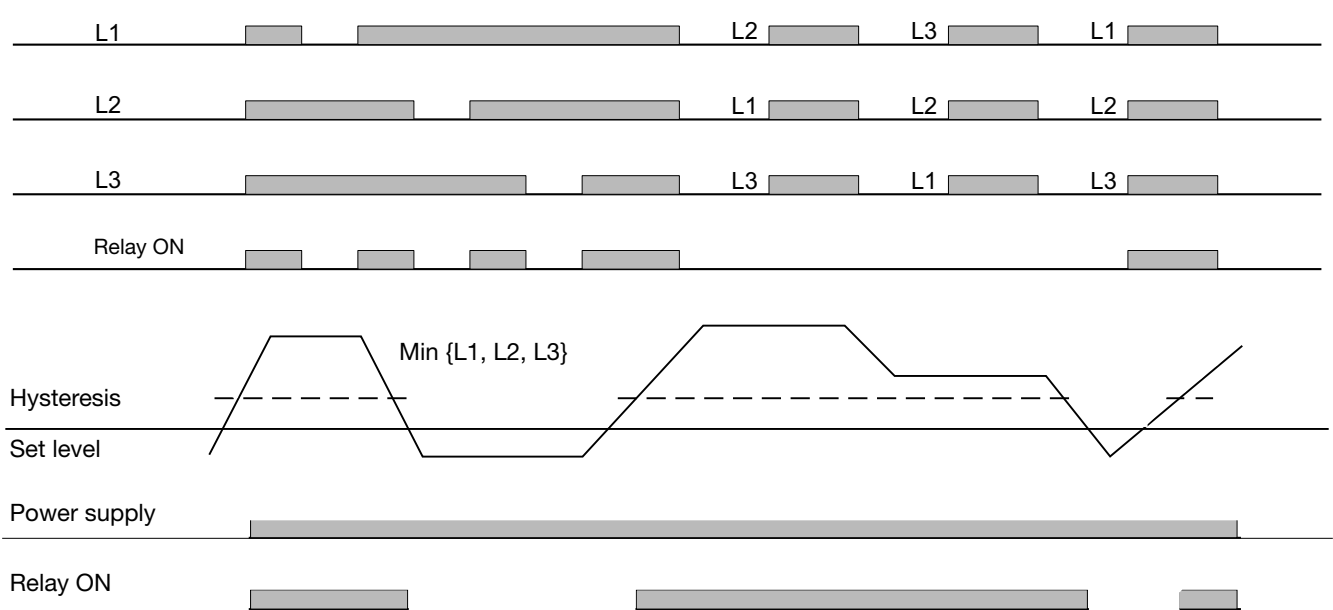 L1 L2 L3 L1
L2 L1 L2 L2
L3 L3 L1 L3
Relay ON
Min {L1, L2, L3}
Hysteresis
Set level
Power supply
Relay ON